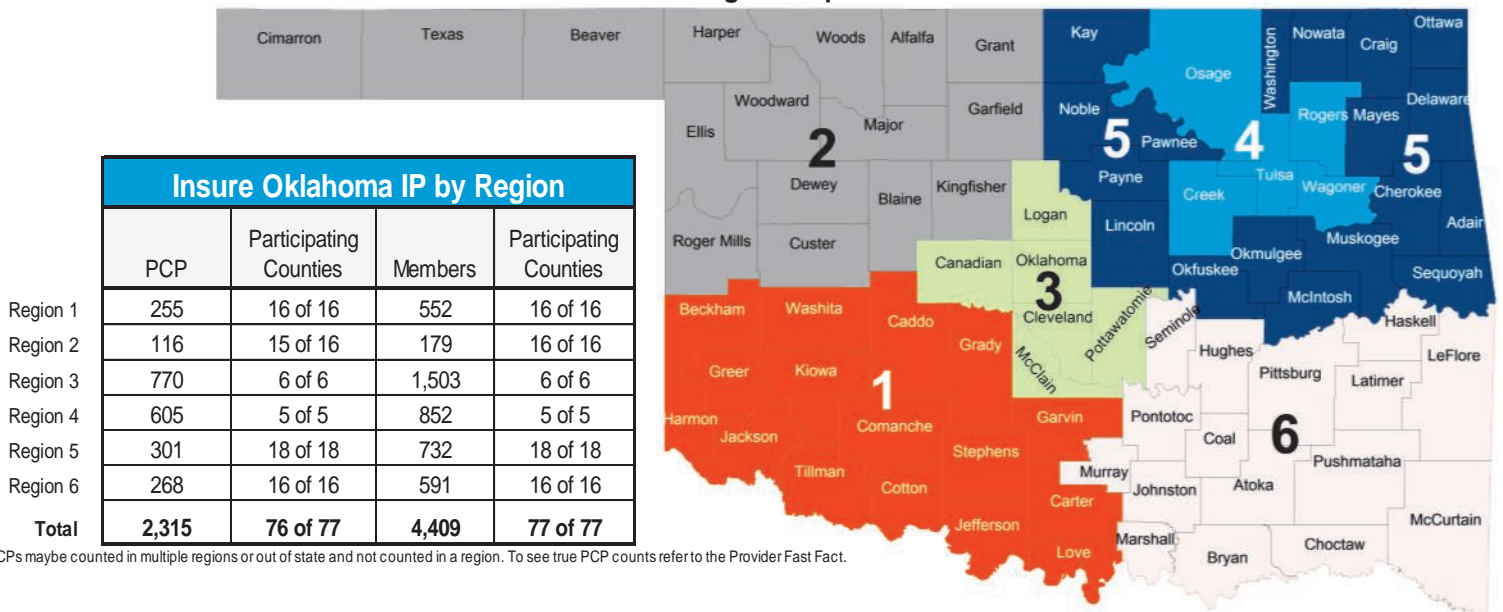 Insure Oklahoma IP by Region
PCP Participating Counties Members Participating Counties
Region 1 255 16 of 16 552 16 of 16
Region 2 116 15 of 16 179 16 of 16
Region 3 770 6 of 6 1,503 6 of 6
Region 4 605 5 of 5 852 5 of 5
Region 5 301 18 of 18 732 18 of 18
Region 6 268 16 of 16 591 16 of 16
Total 2,315 76 of 77 4,409 77 of 77
CPs maybe counted in multiple regions or out of state and not counted in a region. To see true PCP counts refer to the Provider Fast Fact.
Cimarron Texas Beaver Harper Woods Alfalfa Grant Kay Nowata Craig Ottawa
Osage Washington
Woodward Garfield Noble Rogers Mayes Delaware
Ellis Major 2 5 Pawnee 4 5
Dewey Blaine Kingfisher Payne Tulsa Wagoner Cherokee
Creek
Logan Lincoln Adair
Roger Mills Custer Muskogee
Canadian Oklahoma Okmulgee
Okfuskee Sequoyah
3 McIntosh
Beckham Washita Caddo Cleveland Pottawatomie Seminole Haskell
Grady McClain Hughes LeFlore
Greer Kiowa Pittsburg Latimer
1
Harmon Jackson Comanche Garvin Pontotoc Coal 6
Stephens Pushmataha
Tillman Cotton Murray Johnston Atoka
Carter
Jefferson McCurtain
Love Marshall Bryan Choctaw